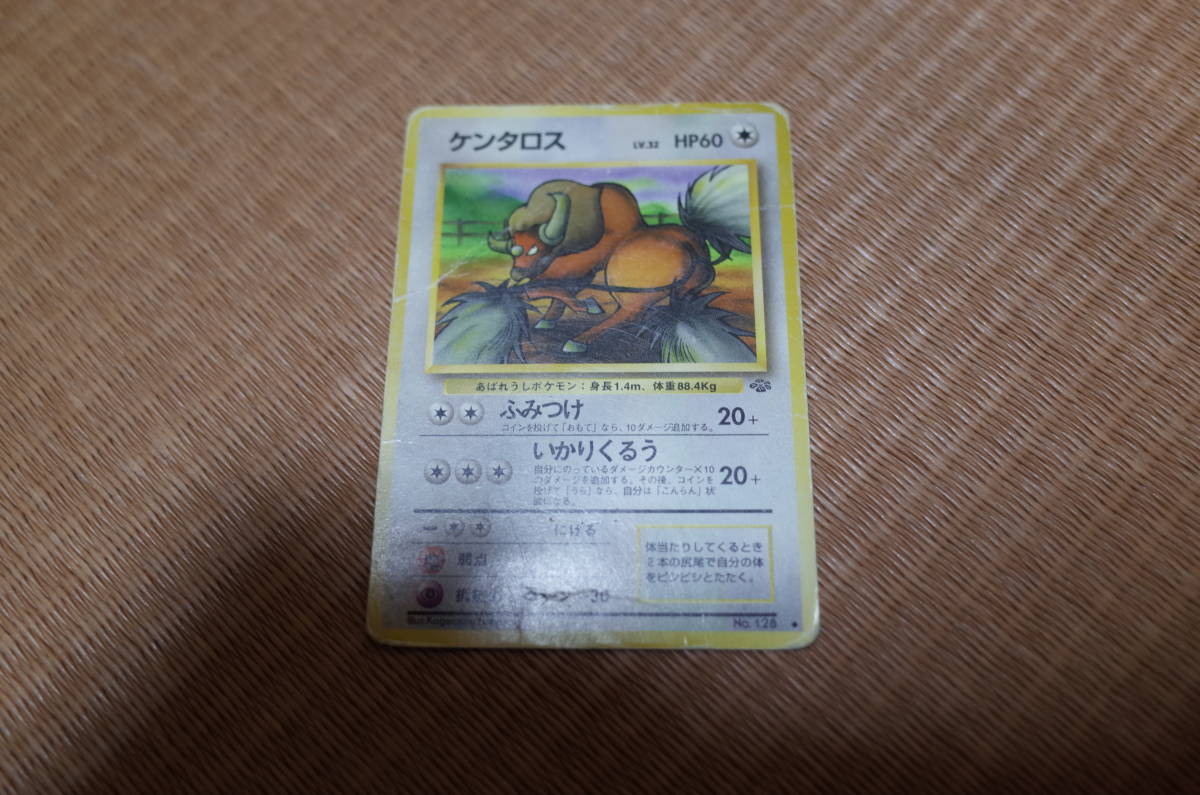 ケンタロス LV.32 HP60
あばれうしポケモン：身長1.4m、体重88.4Kg
ふみつけ 20+
コインを投げて「おもて」なら、10ダメージ追加する。
いかりくるう 20+
自分にのっているダメージカウンター×10
のダメージを追加する。その後、コインを
投げて「うら」なら、自分は「こんらん」状
態になる。
にげる
弱点
体当たりしてくるとき
2本の尻尾で自分の体
をピシピシとたたく。
抵抗力 30
No. 128